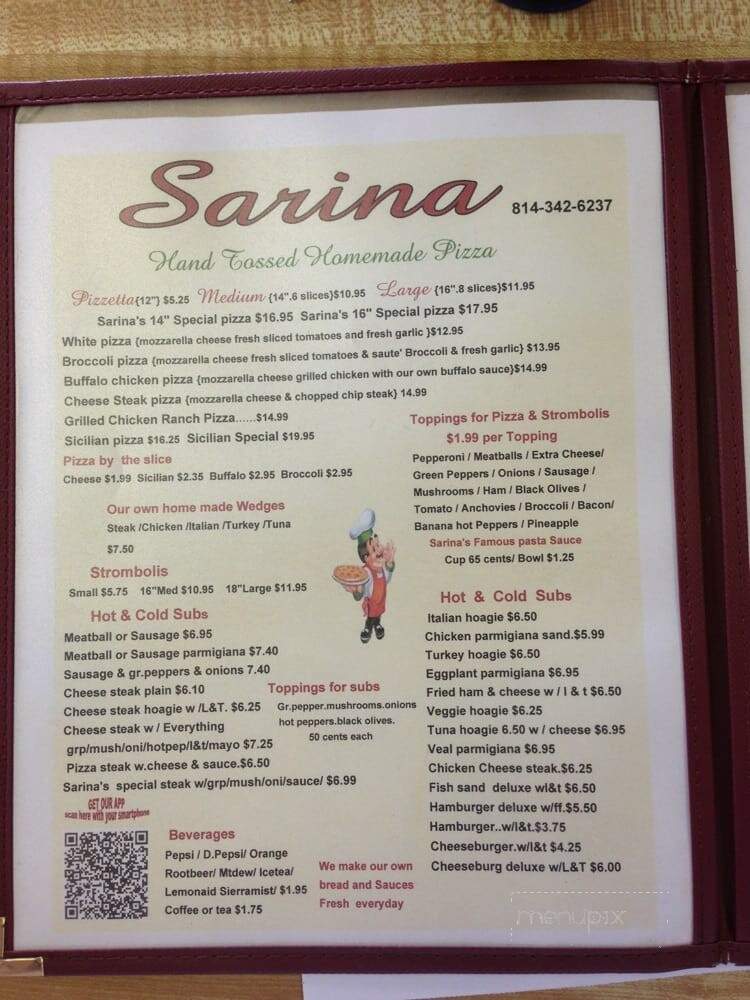 Sarina 814-342-6237
Hand Tossed Homemade Pizza
Pizzetta{12"} $5.25 Medium {14",6 slices}$10.95 Large {16",8 slices}$11.95
Sarina's 14" Special pizza $16.95 Sarina's 16" Special pizza $17.95
White pizza {mozzarella cheese fresh sliced tomatoes and fresh garlic }$12.95
Broccoli pizza {mozzarella cheese fresh sliced tomatoes & saute' Broccoli & fresh garlic} $13.95
Buffalo chicken pizza {mozzarella cheese grilled chicken with our own buffalo sauce}$14.99
Cheese Steak pizza {mozzarella cheese & chopped chip steak} 14.99
Grilled Chicken Ranch Pizza......$14.99
Sicilian pizza $16.25 Sicilian Special $19.95
Pizza by the slice
Cheese $1.99 Sicilian $2.35 Buffalo $2.95 Broccoli $2.95
Our own home made Wedges
Steak /Chicken /Italian /Turkey /Tuna
$7.50
Strombolis
Small $5.75 16"Med $10.95 18"Large $11.95
Hot & Cold Subs
Meatball or Sausage $6.95
Meatball or Sausage parmigiana $7.40
Sausage & gr.peppers & onions 7.40
Cheese steak plain $6.10
Cheese steak hoagie w /L&T. $6.25
Cheese steak w / Everything
grp/mush/oni/hotpep/l&t/mayo $7.25
Pizza steak w.cheese & sauce.$6.50
Sarina's special steak w/grp/mush/oni/sauce/ $6.99
Toppings for subs
Gr.pepper.mushrooms.onions
hot peppers.black olives.
50 cents each
GET OUR APP
scan here with your smartphone
Beverages
Pepsi / D.Pepsi/ Orange
Rootbeer/ Mtdew/ Icetea/
Lemonaid Sierramist/ $1.95
Coffee or tea $1.75
We make our own
bread and Sauces
Fresh everyday
Toppings for Pizza & Strombolis
$1.99 per Topping
Pepperoni / Meatballs / Extra Cheese/
Green Peppers / Onions / Sausage /
Mushrooms / Ham / Black Olives /
Tomato / Anchovies / Broccoli / Bacon/
Banana hot Peppers / Pineapple
Sarina's Famous pasta Sauce
Cup 65 cents/ Bowl $1.25
Hot & Cold Subs
Italian hoagie $6.50
Chicken parmigiana sand.$5.99
Turkey hoagie $6.50
Eggplant parmigiana $6.95
Fried ham & cheese w / l & t $6.50
Veggie hoagie $6.25
Tuna hoagie 6.50 w / cheese $6.95
Veal parmigiana $6.95
Chicken Cheese steak.$6.25
Fish sand deluxe wl&t $6.50
Hamburger deluxe w/ff.$5.50
Hamburger..w/l&t.$3.75
Cheeseburger.w/l&t $4.25
Cheeseburg deluxe w/L&T $6.00
menupix